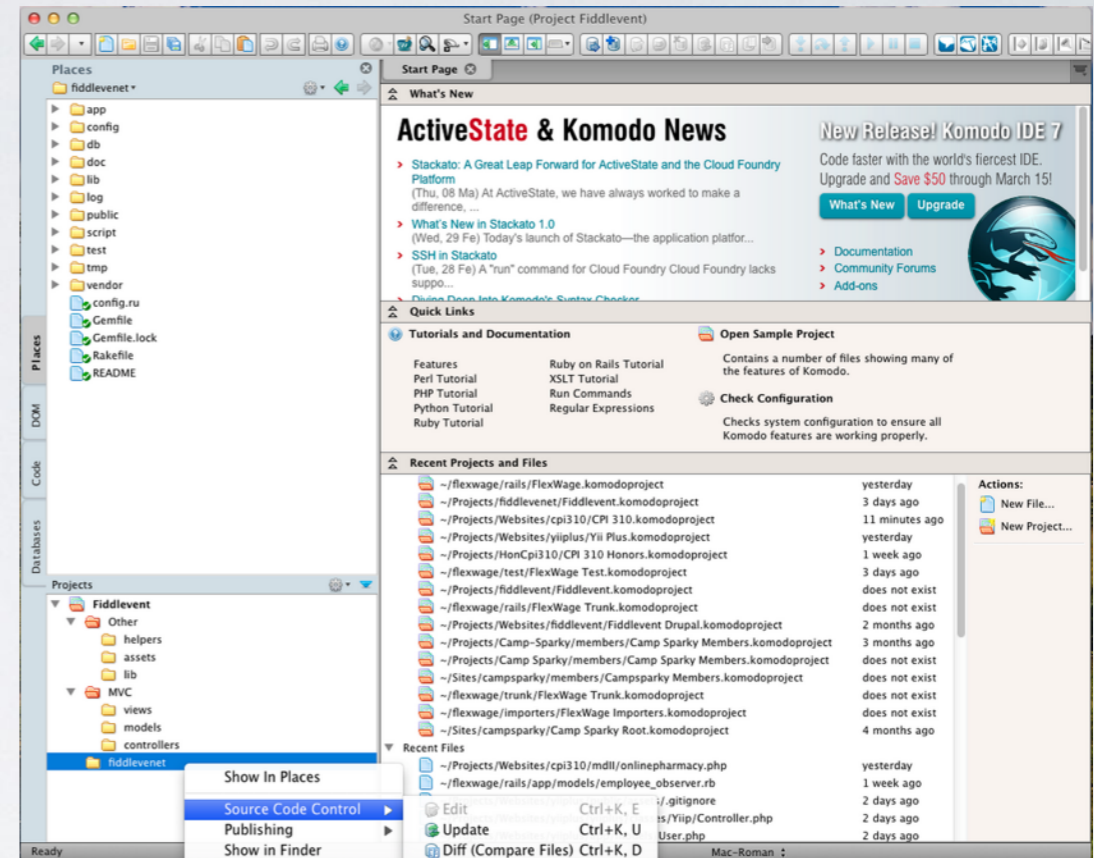 Start Page (Project Fiddlevent)
Places
fiddlevenet
app
config
db
doc
lib
log
public
script
test
tmp
vendor
config.ru
Gemfile
Gemfile.lock
Rakefile
README
Places
DOM
Code
Databases
Start Page
What's New
ActiveState & Komodo News
Stackato: A Great Leap Forward for ActiveState and the Cloud Foundry
Platform
(Thu, 08 Ma) At ActiveState, we have always worked to make a
difference, ...
What's New in Stackato 1.0
(Wed, 29 Fe) Today's launch of Stackato—the application platfor...
SSH in Stackato
(Tue, 28 Fe) A "run" command for Cloud Foundry Cloud Foundry lacks
suppo...
Diving Deep Into Komodo's Syntax Checker
New Release! Komodo IDE 7
Code faster with the world's fiercest IDE.
Upgrade and Save $50 through March 15!
What's New Upgrade
Documentation
Community Forums
Add-ons
Quick Links
Tutorials and Documentation
Features
Perl Tutorial
PHP Tutorial
Python Tutorial
Ruby Tutorial
Ruby on Rails Tutorial
XSLT Tutorial
Run Commands
Regular Expressions
Open Sample Project
Contains a number of files showing many of
the features of Komodo.
Check Configuration
Checks system configuration to ensure all
Komodo features are working properly.
Recent Projects and Files
~/flexwage/rails/FlexWage.komodoproject yesterday
~/Projects/fiddlevenet/Fiddlevent.komodoproject 3 days ago
~/Projects/Websites/cpi310/CPI 310.komodoproject 11 minutes ago
~/Projects/Websites/yiiplus/Yii Plus.komodoproject yesterday
~/Projects/HonCpi310/CPI 310 Honors.komodoproject 1 week ago
~/flexwage/test/FlexWage Test.komodoproject 3 days ago
~/Projects/fiddlevent/Fiddlevent.komodoproject does not exist
~/flexwage/rails/FlexWage Trunk.komodoproject does not exist
~/Projects/Websites/fiddlevent/Fiddlevent Drupal.komodoproject 2 months ago
~/Projects/Camp-Sparky/members/Camp Sparky Members.komodoproject 3 months ago
~/Projects/Camp Sparky/members/Camp Sparky Members.komodoproject does not exist
~/Sites/campsparky/members/Campsparky Members.komodoproject does not exist
~/flexwage/trunk/FlexWage Trunk.komodoproject does not exist
~/flexwage/importers/FlexWage Importers.komodoproject does not exist
~/Sites/campsparky/Camp Sparky Root.komodoproject 4 months ago
Recent Files
~/Projects/Websites/cpi310/mdII/onlinepharmacy.php yesterday
~/flexwage/rails/app/models/employee_observer.rb 1 week ago
s/.gitignore 2 days ago
es/Yiip/Controller.php 2 days ago
User.php 2 days ago
Actions:
New File...
New Project...
Projects
Fiddlevent
Other
helpers
assets
lib
MVC
views
models
controllers
fiddlevenet
Show In Places
Source Code Control
Publishing
Show in Finder
Edit Ctrl+K, E
Update Ctrl+K, U
Diff (Compare Files) Ctrl+K, D
Ready
Mac-Roman